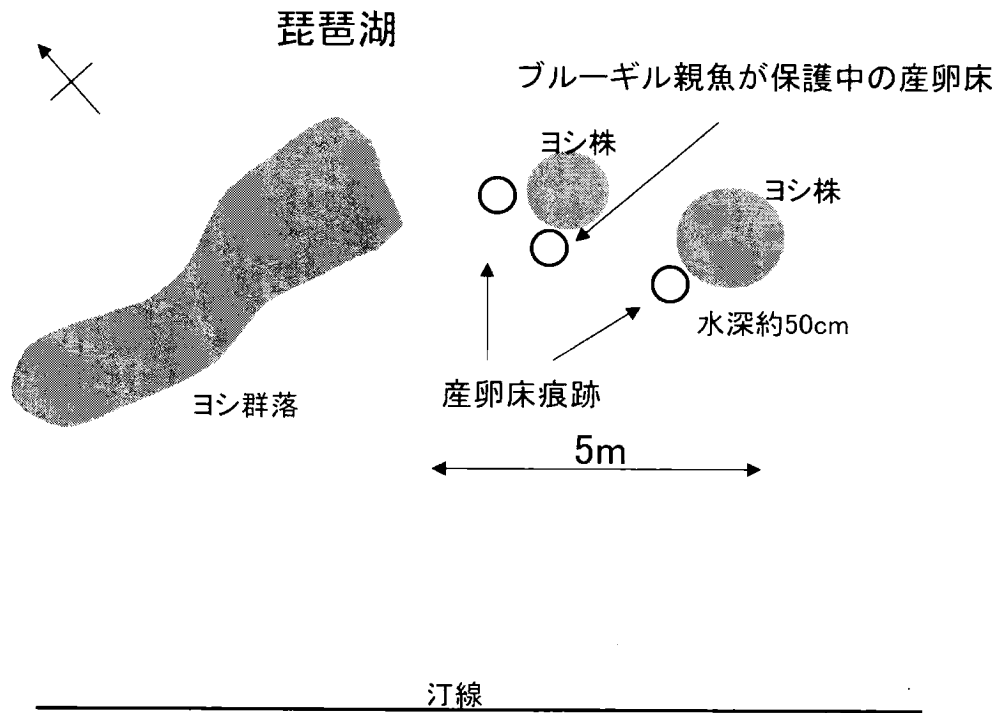 琵琶湖
ブルーギル親魚が保護中の産卵床
ヨシ株
ヨシ株
水深約50cm
ヨシ群落
産卵床痕跡
5m
汀線